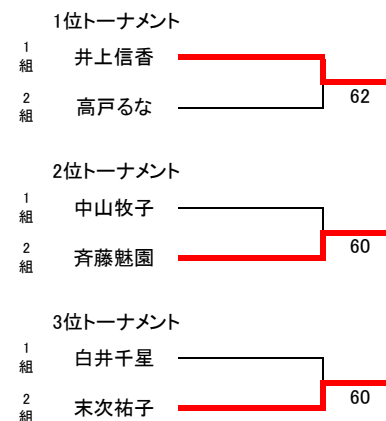 1位トーナメント
1組 井上信香
62
2組 高戸るな
2位トーナメント
1組 中山牧子
60
2組 斉藤魅園
3位トーナメント
1組 白井千星
60
2組 末次祐子